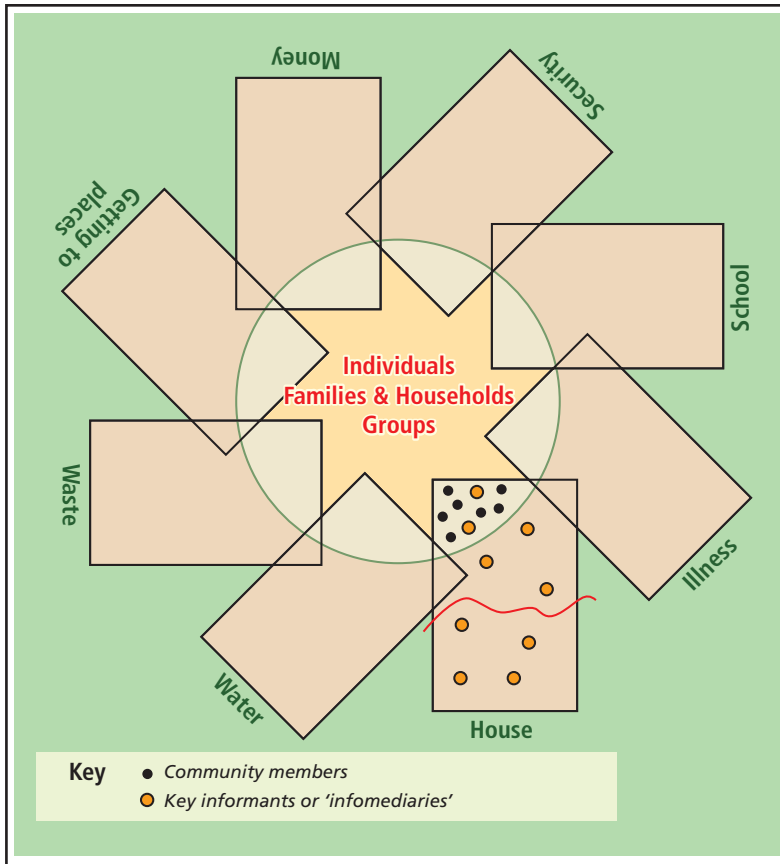 Money
Security
School
Illness
House
Water
Waste
Getting to
places
Individuals
Families & Households
Groups
Key
Community members
Key informants or ‘infomediaries’